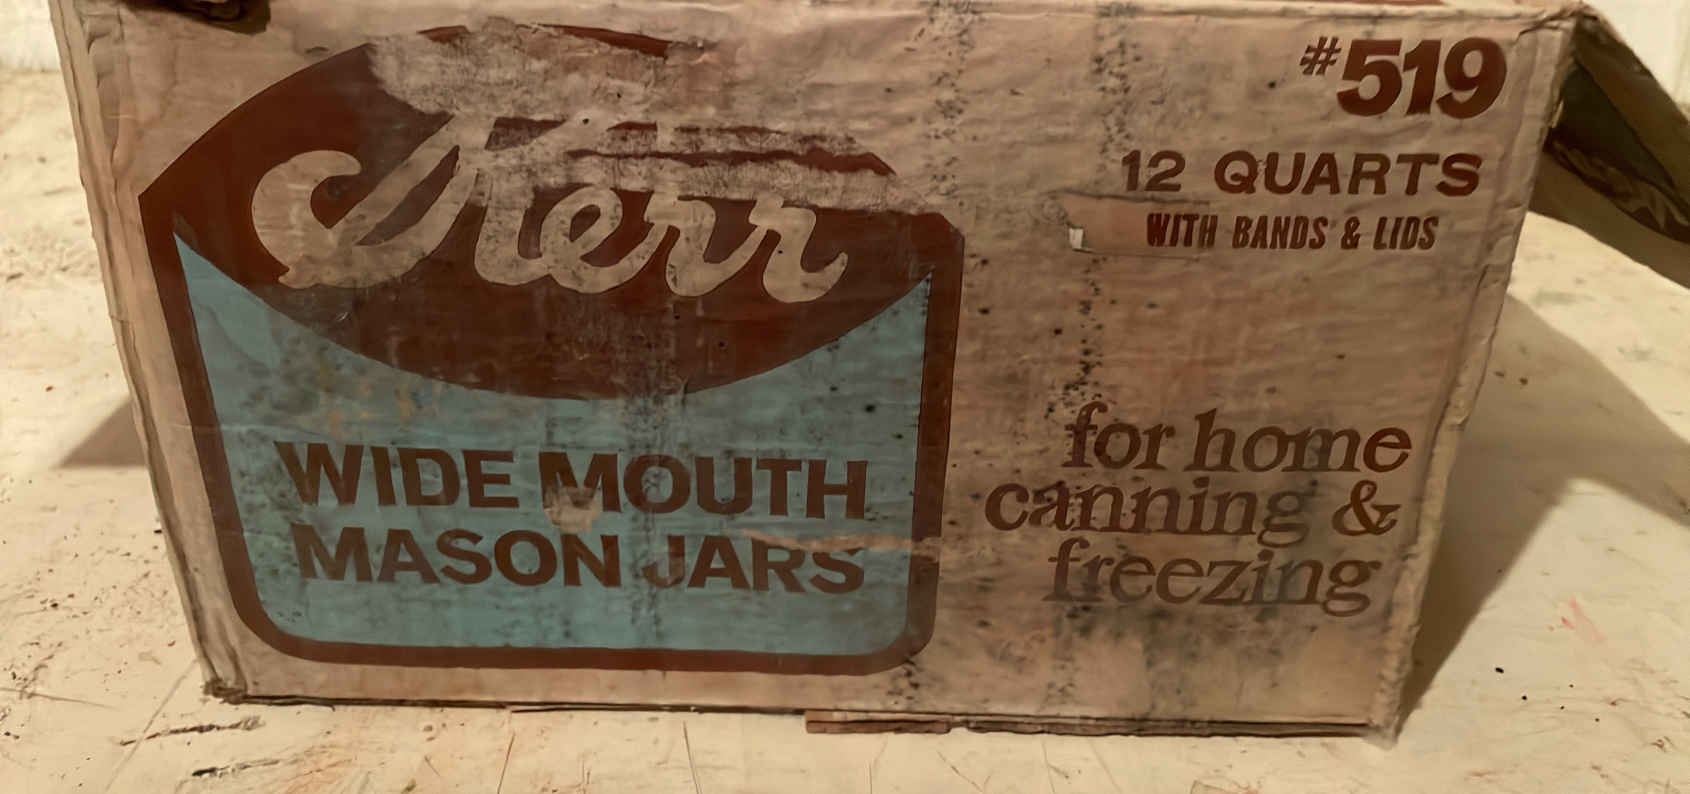 Kerr
WIDE MOUTH
MASON JARS
#519
12 QUARTS
WITH BANDS & LIDS
for home
canning &
freezing